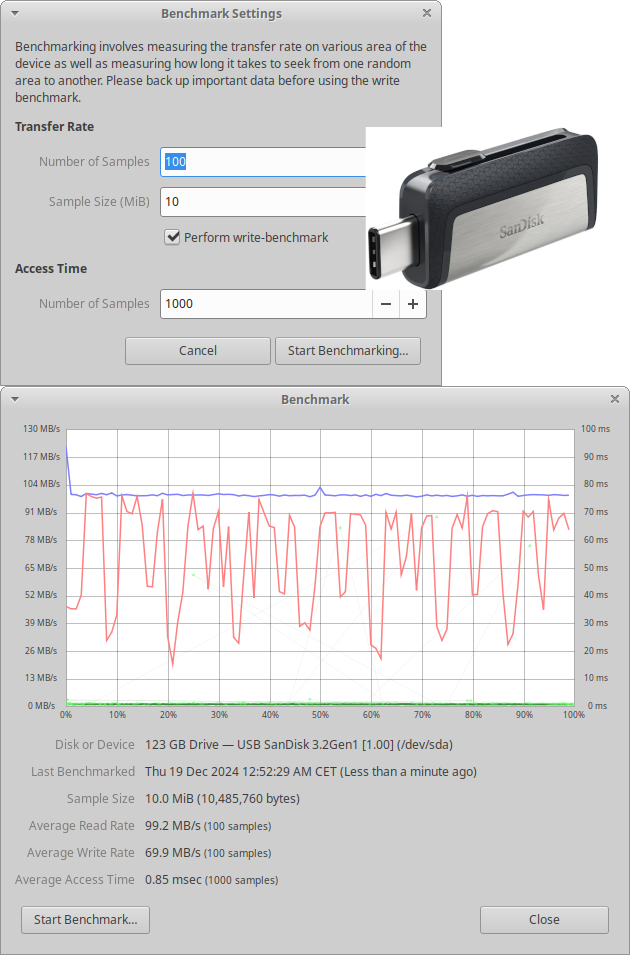 Benchmark Settings
Benchmarking involves measuring the transfer rate on various area of the
device as well as measuring how long it takes to seek from one random
area to another. Please back up important data before using the write
benchmark.
Transfer Rate
Number of Samples 100
Sample Size (MiB) 10
Perform write-benchmark
SanDisk
Access Time
Number of Samples 1000 − +
Cancel Start Benchmarking...
Benchmark
130 MB/s 100 ms
117 MB/s 90 ms
104 MB/s 80 ms
91 MB/s 70 ms
78 MB/s 60 ms
65 MB/s 50 ms
52 MB/s 40 ms
39 MB/s 30 ms
26 MB/s 20 ms
13 MB/s 10 ms
0 MB/s 0 ms
0% 10% 20% 30% 40% 50% 60% 70% 80% 90% 100%
Disk or Device 123 GB Drive — USB SanDisk 3.2Gen1 [1.00] (/dev/sda)
Last Benchmarked Thu 19 Dec 2024 12:52:29 AM CET (Less than a minute ago)
Sample Size 10.0 MiB (10,485,760 bytes)
Average Read Rate 99.2 MB/s (100 samples)
Average Write Rate 69.9 MB/s (100 samples)
Average Access Time 0.85 msec (1000 samples)
Start Benchmark... Close